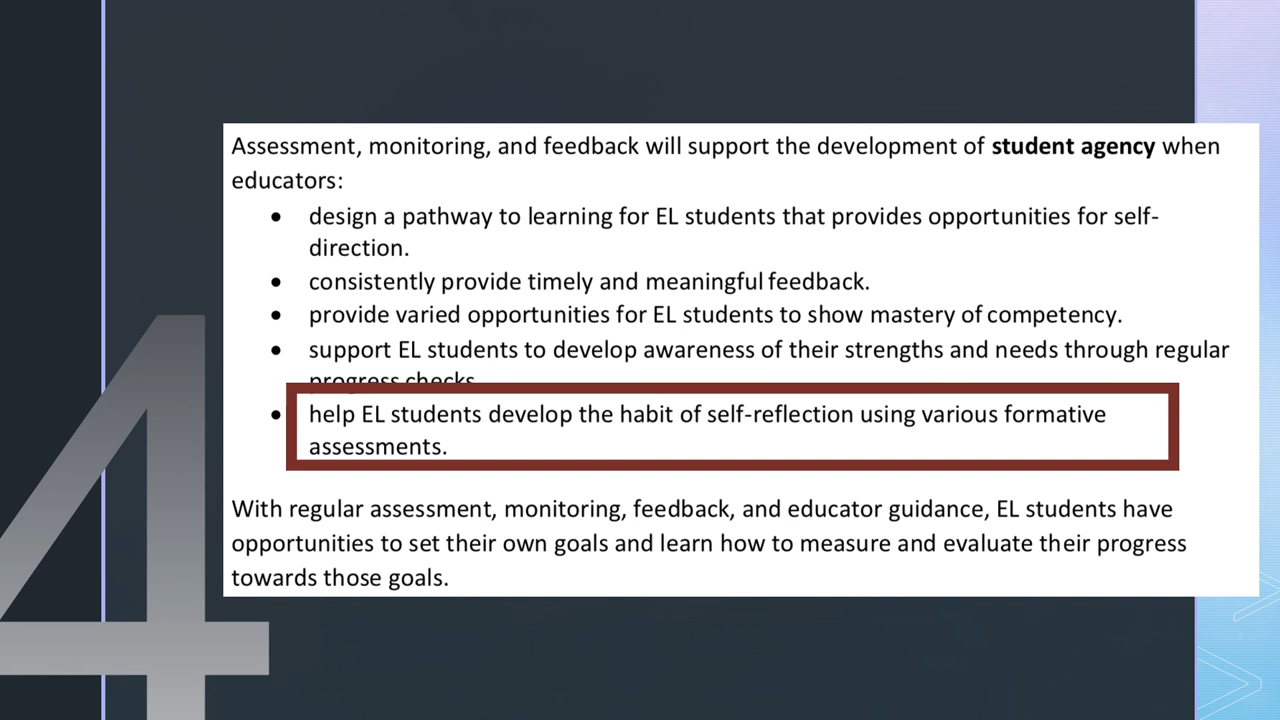 Assessment, monitoring, and feedback will support the development of student agency when
educators:
• design a pathway to learning for EL students that provides opportunities for self-
direction.
• consistently provide timely and meaningful feedback.
• provide varied opportunities for EL students to show mastery of competency.
• support EL students to develop awareness of their strengths and needs through regular
progress checks.
• help EL students develop the habit of self-reflection using various formative
assessments.
With regular assessment, monitoring, feedback, and educator guidance, EL students have
opportunities to set their own goals and learn how to measure and evaluate their progress
towards those goals.
4